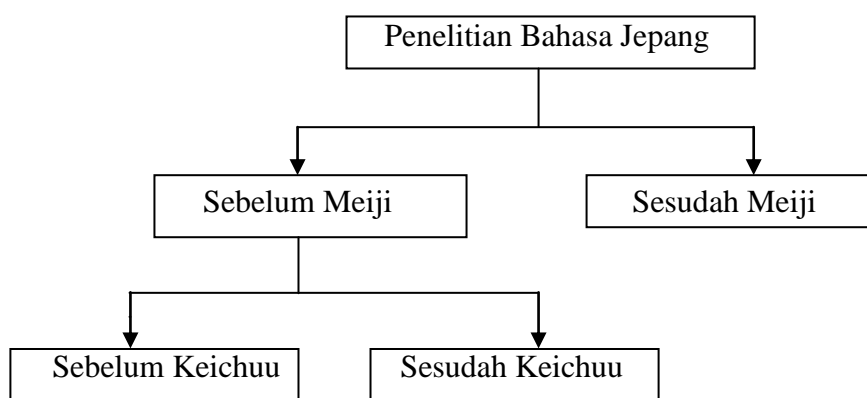 Penelitian Bahasa Jepang
Sebelum Meiji
Sesudah Meiji
Sebelum Keichuu
Sesudah Keichuu